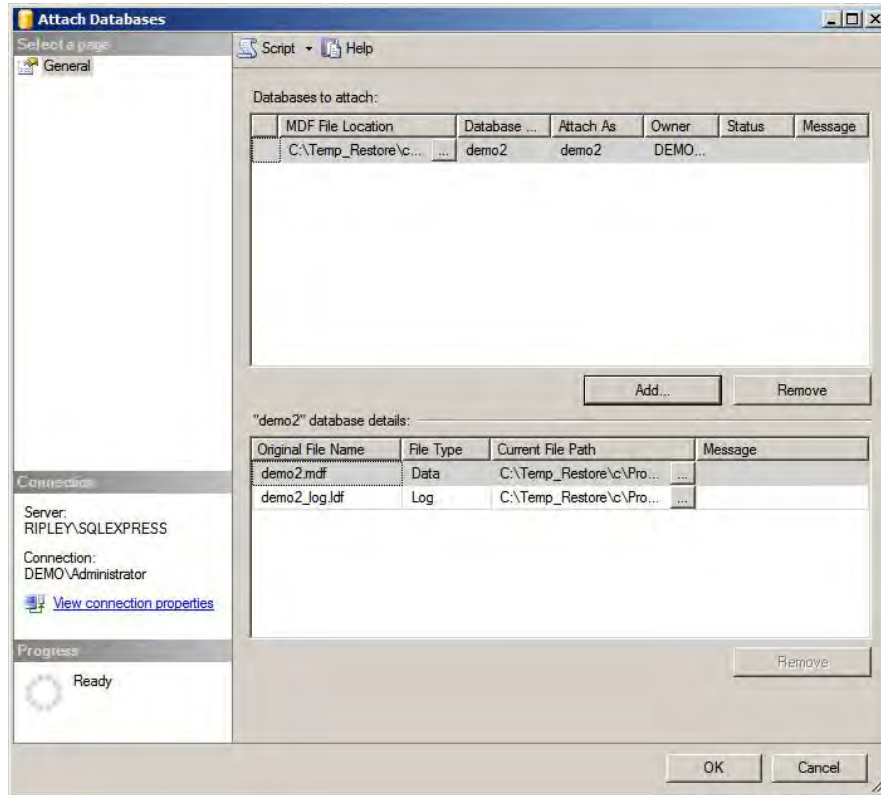 Attach Databases
Select a page
General
Script Help
Databases to attach:
MDF File Location Database ... Attach As Owner Status Message
C:\Temp_Restore\c... ... demo2 demo2 DEMO...
Add... Remove
"demo2" database details:
Original File Name File Type Current File Path Message
demo2.mdf Data C:\Temp_Restore\c\Pro... ...
demo2_log.ldf Log C:\Temp_Restore\c\Pro... ...
Connection
Server:
RIPLEY\SQLEXPRESS
Connection:
DEMO\Administrator
View connection properties
Progress
Ready
Remove
OK Cancel